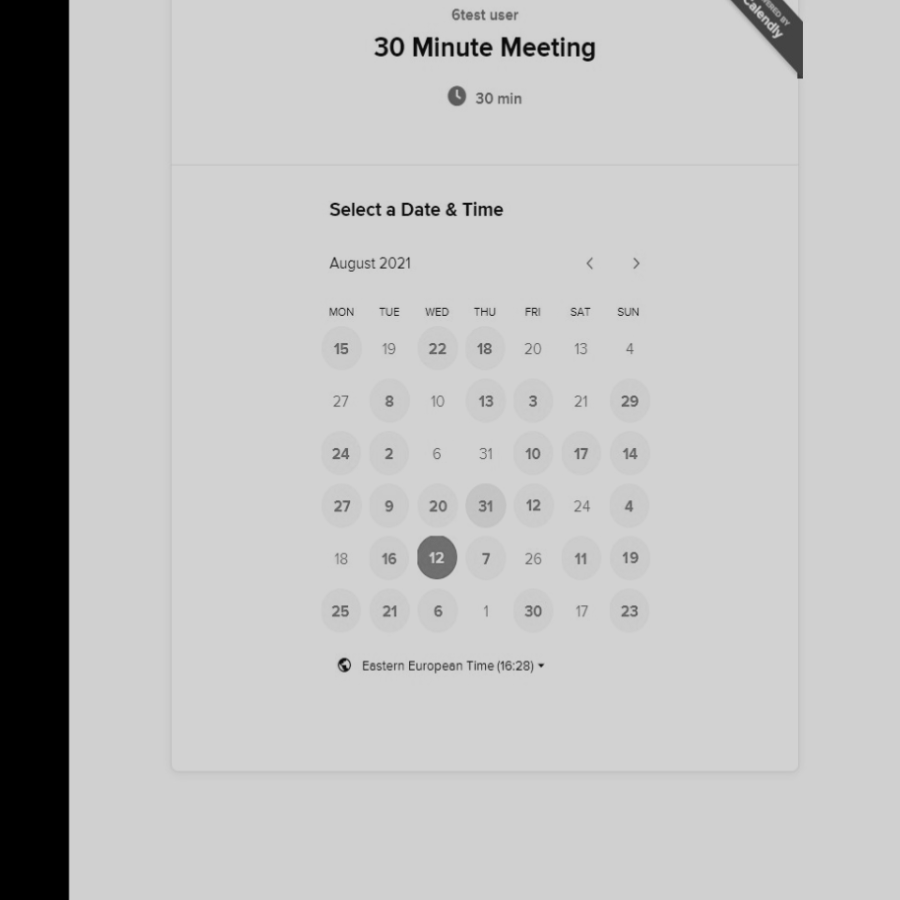 6test user
30 Minute Meeting
30 min
Calendly
Select a Date & Time
August 2021
MON TUE WED THU FRI SAT SUN
15 19 22 18 20 13 4
27 8 10 13 3 21 29
24 2 6 31 10 17 14
27 9 20 31 12 24 4
18 16 12 7 26 11 19
25 21 6 1 30 17 23
Eastern European Time (16:28)